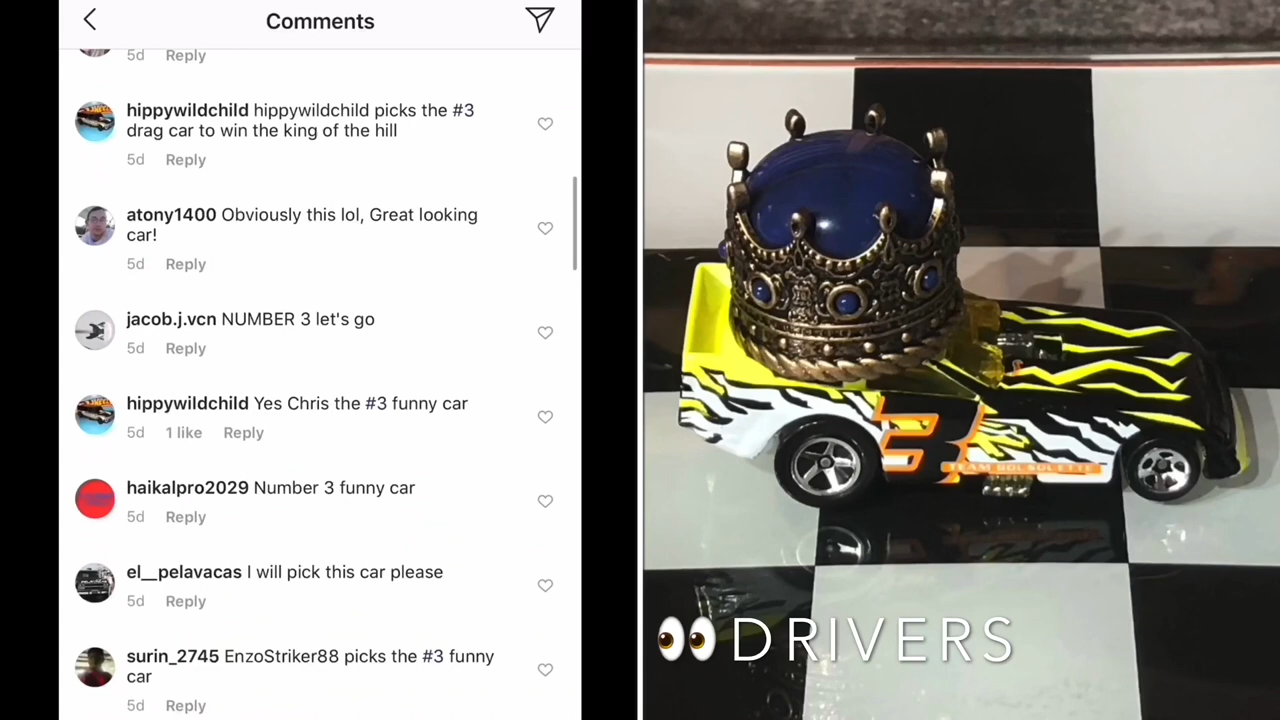 Comments
5d Reply
hippywildchild hippywildchild picks the #3
drag car to win the king of the hill
5d Reply
atony1400 Obviously this lol, Great looking
car!
5d Reply
jacob.j.vcn NUMBER 3 let's go
5d Reply
hippywildchild Yes Chris the #3 funny car
5d 1 like Reply
haikalpro2029 Number 3 funny car
5d Reply
el__pelavacas I will pick this car please
5d Reply
surin_2745 EnzoStriker88 picks the #3 funny
car
5d Reply
3
TEAM
👀DRIVERS